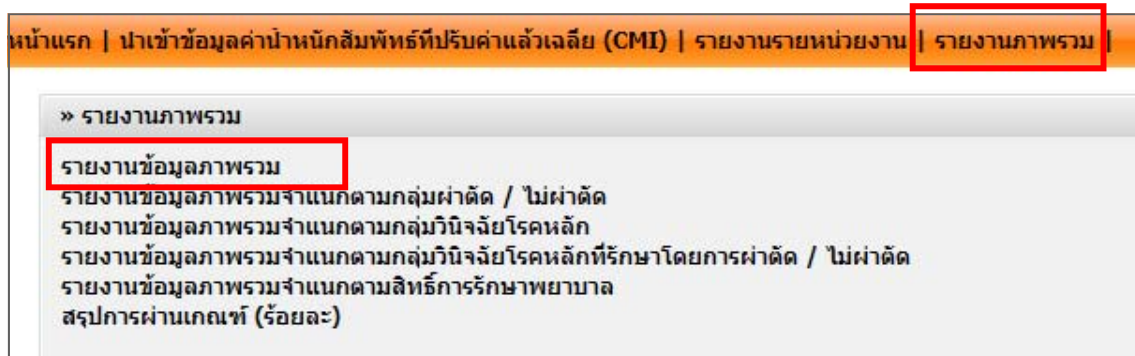 หน้าแรก | นำเข้าข้อมูลค่าน้ำหนักสัมพัทธ์ที่ปรับค่าแล้วเฉลี่ย (CMI) | รายงานรายหน่วยงาน | รายงานภาพรวม |
» รายงานภาพรวม
รายงานข้อมูลภาพรวม
รายงานข้อมูลภาพรวมจำแนกตามกลุ่มผ่าตัด / ไม่ผ่าตัด
รายงานข้อมูลภาพรวมจำแนกตามกลุ่มวินิจฉัยโรคหลัก
รายงานข้อมูลภาพรวมจำแนกตามกลุ่มวินิจฉัยโรคหลักที่รักษาโดยการผ่าตัด / ไม่ผ่าตัด
รายงานข้อมูลภาพรวมจำแนกตามสิทธิ์การรักษาพยาบาล
สรุปการผ่านเกณฑ์ (ร้อยละ)